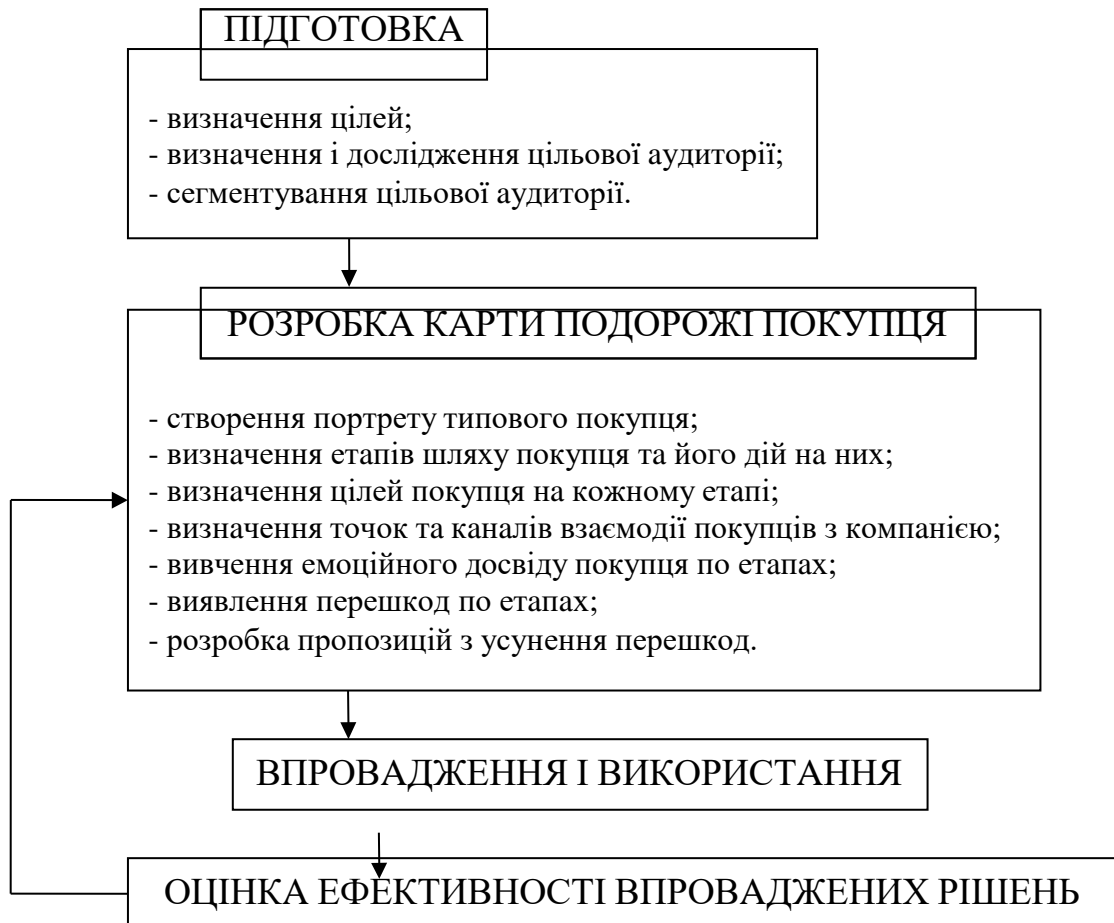 ПІДГОТОВКА
- визначення цілей;
- визначення і дослідження цільової аудиторії;
- сегментування цільової аудиторії.
РОЗРОБКА КАРТИ ПОДОРОЖІ ПОКУПЦЯ
- створення портрету типового покупця;
- визначення етапів шляху покупця та його дій на них;
- визначення цілей покупця на кожному етапі;
- визначення точок та каналів взаємодії покупців з компанією;
- вивчення емоційного досвіду покупця по етапах;
- виявлення перешкод по етапах;
- розробка пропозицій з усунення перешкод.
ВПРОВАДЖЕННЯ І ВИКОРИСТАННЯ
ОЦІНКА ЕФЕКТИВНОСТІ ВПРОВАДЖЕНИХ РІШЕНЬ